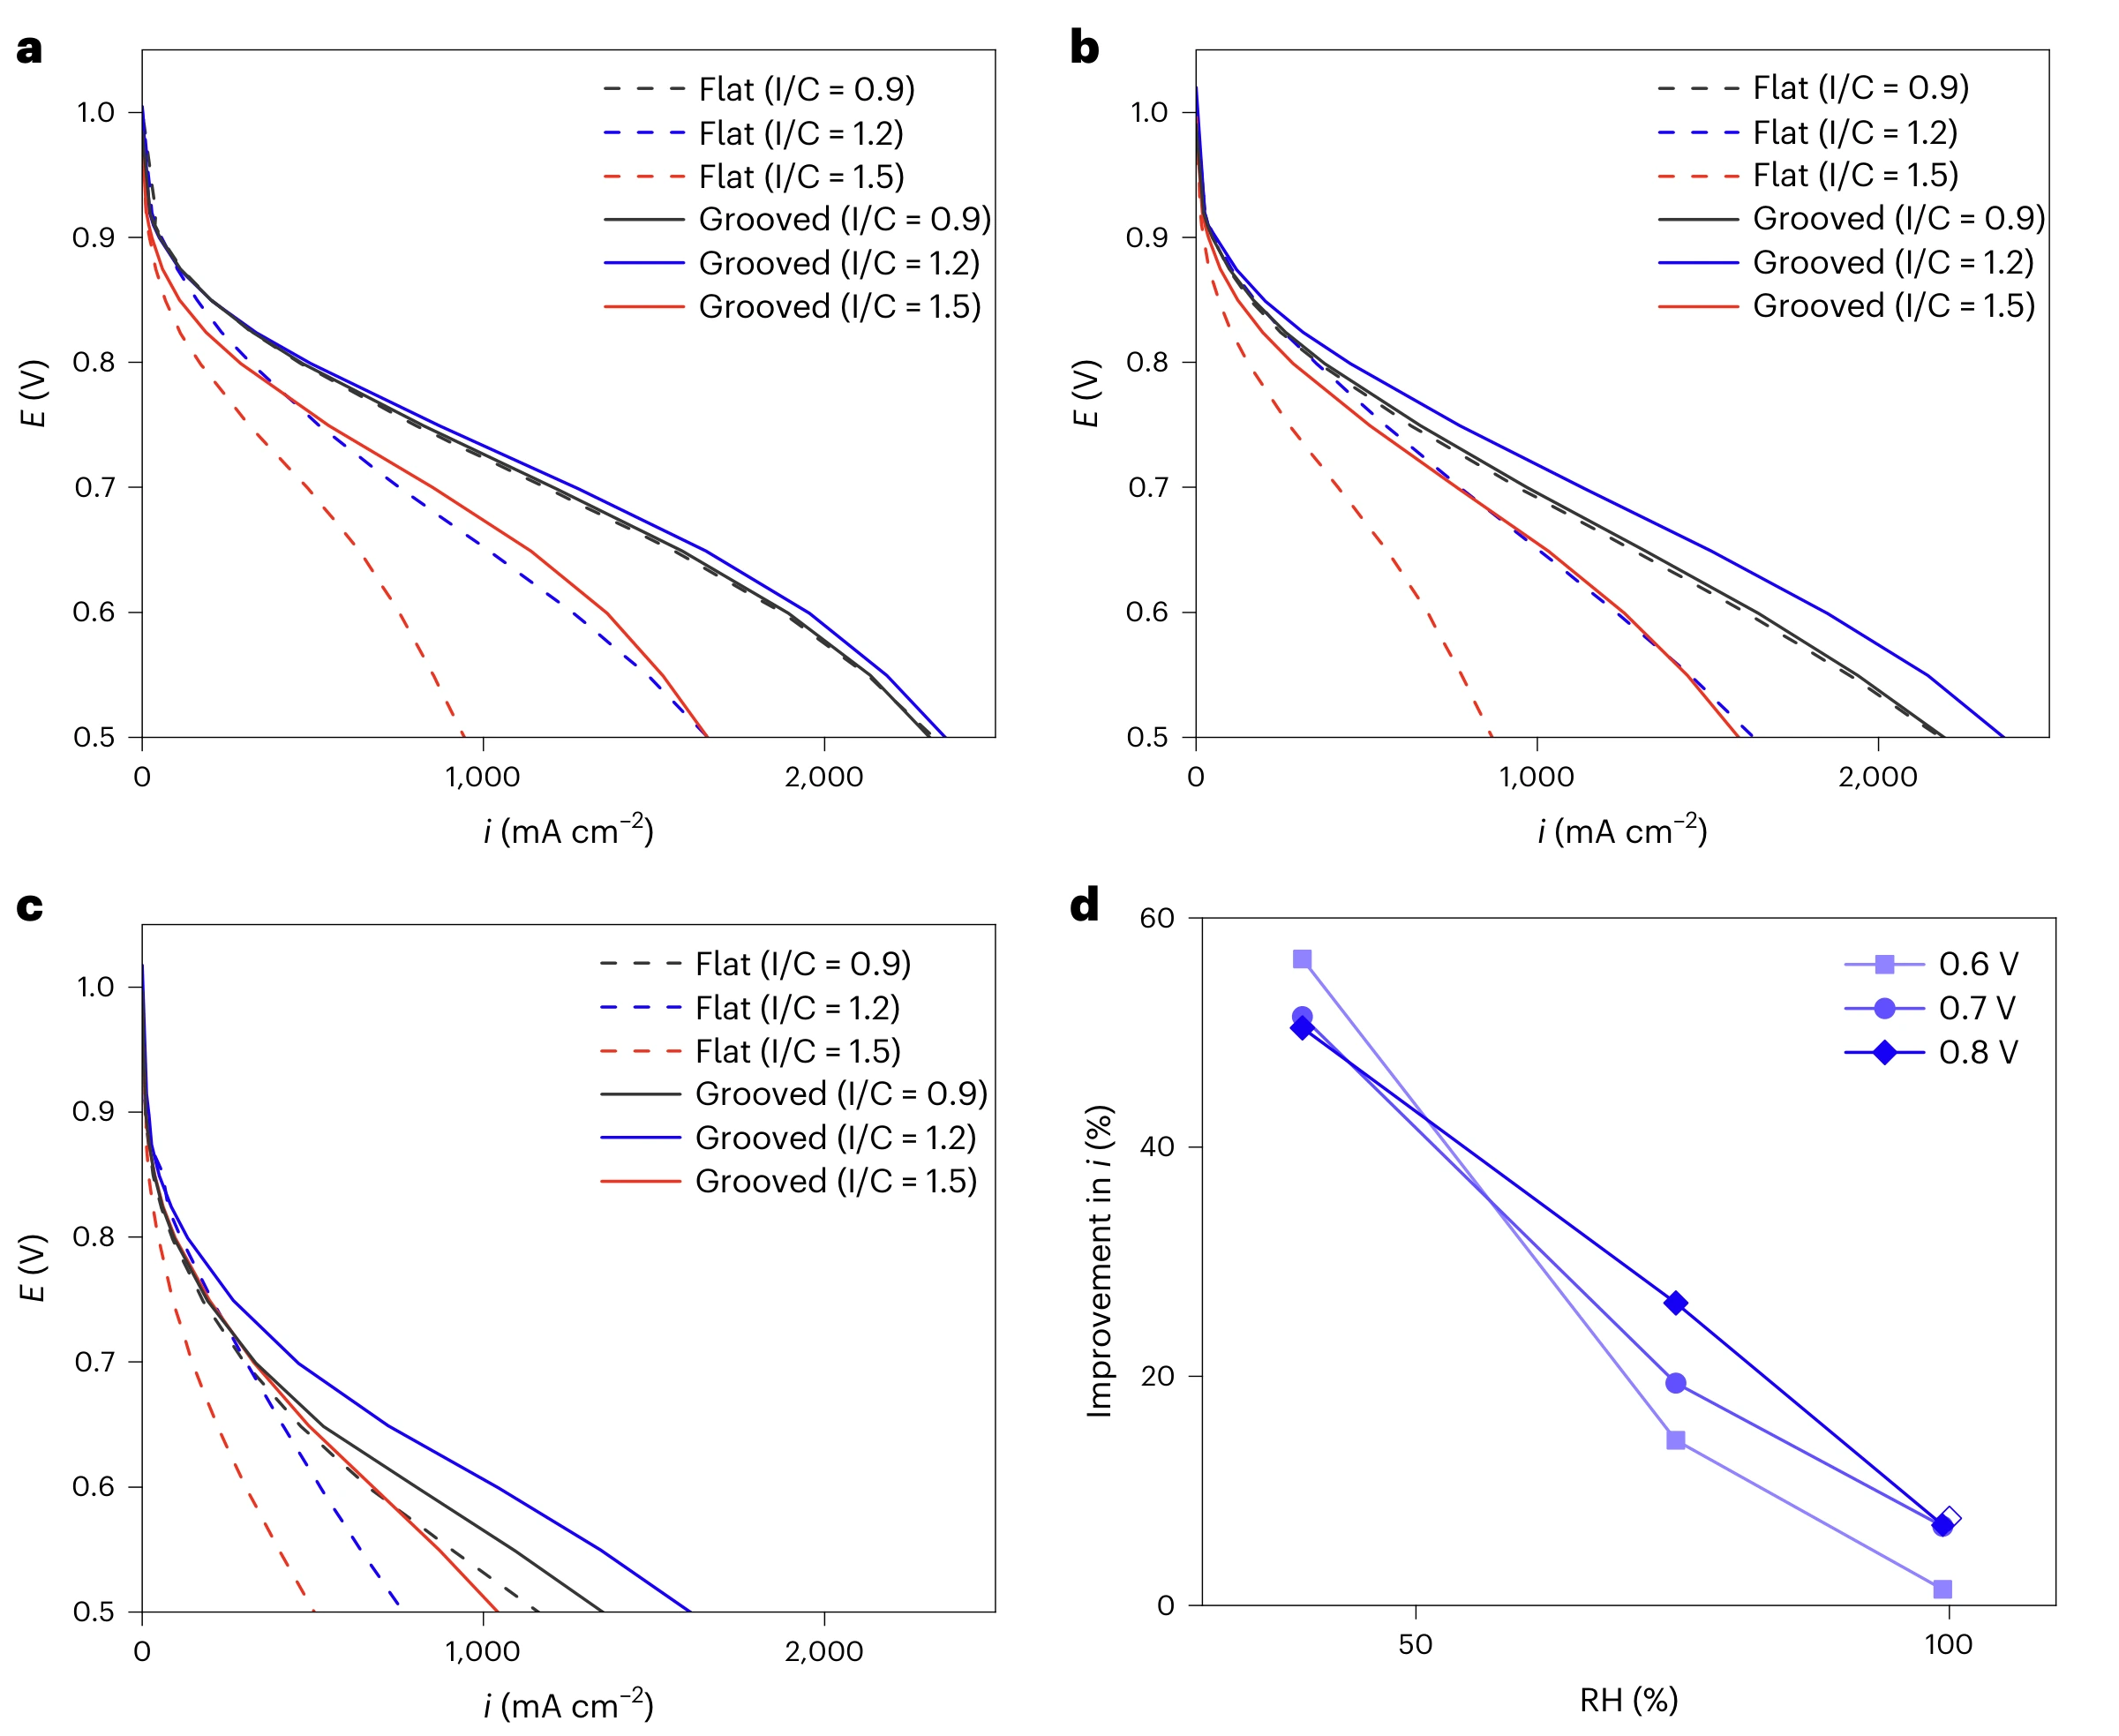 a
Flat (I/C = 0.9)
Flat (I/C = 1.2)
Flat (I/C = 1.5)
Grooved (I/C = 0.9)
Grooved (I/C = 1.2)
Grooved (I/C = 1.5)
1.0
0.9
0.8
0.7
0.6
0.5
E (V)
0
1,000
2,000
i (mA cm⁻²)
b
Flat (I/C = 0.9)
Flat (I/C = 1.2)
Flat (I/C = 1.5)
Grooved (I/C = 0.9)
Grooved (I/C = 1.2)
Grooved (I/C = 1.5)
1.0
0.9
0.8
0.7
0.6
0.5
E (V)
0
1,000
2,000
i (mA cm⁻²)
c
Flat (I/C = 0.9)
Flat (I/C = 1.2)
Flat (I/C = 1.5)
Grooved (I/C = 0.9)
Grooved (I/C = 1.2)
Grooved (I/C = 1.5)
1.0
0.9
0.8
0.7
0.6
0.5
E (V)
0
1,000
2,000
i (mA cm⁻²)
d
0.6 V
0.7 V
0.8 V
60
40
20
0
Improvement in i (%)
50
100
RH (%)